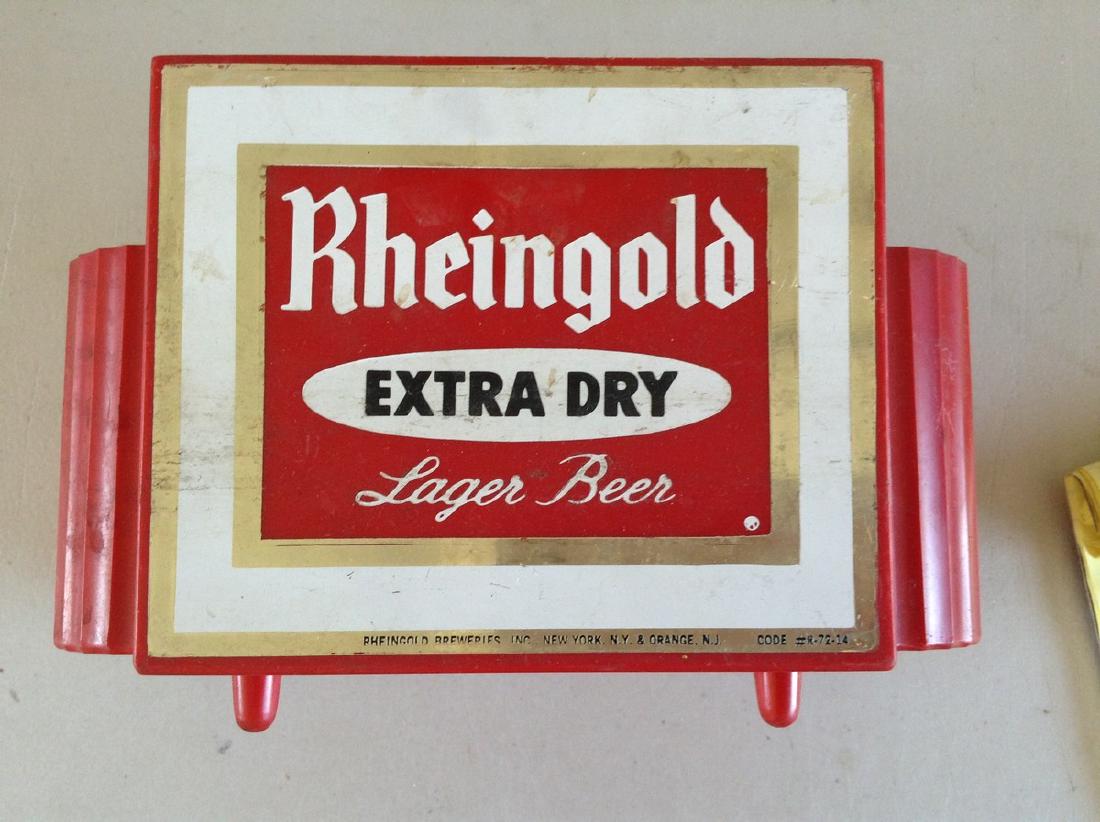 Rheingold
EXTRA DRY
Lager Beer
RHEINGOLD BREWERIES, INC. NEW YORK, N.Y. & ORANGE, N.J. CODE #R-72-14